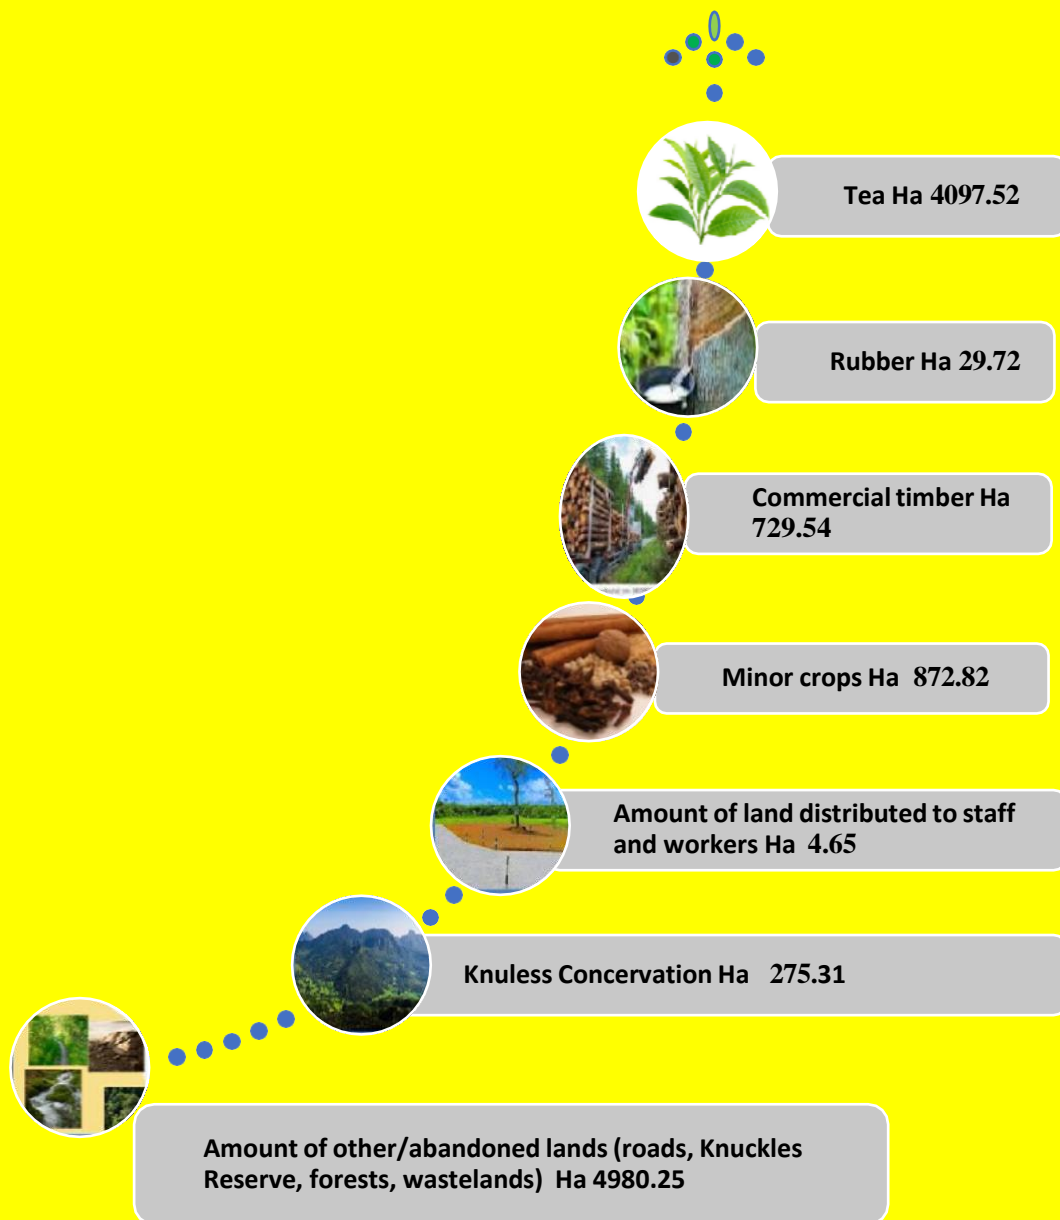 Tea Ha 4097.52
Rubber Ha 29.72
Commercial timber Ha
729.54
Minor crops Ha 872.82
Amount of land distributed to staff
and workers Ha 4.65
Knuless Concervation Ha 275.31
Amount of other/abandoned lands (roads, Knuckles
Reserve, forests, wastelands) Ha 4980.25